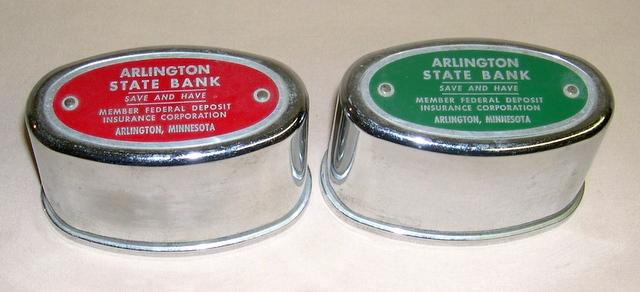 ARLINGTON
STATE BANK
SAVE AND HAVE
MEMBER FEDERAL DEPOSIT
INSURANCE CORPORATION
ARLINGTON, MINNESOTA
ARLINGTON
STATE BANK
SAVE AND HAVE
MEMBER FEDERAL DEPOSIT
INSURANCE CORPORATION
ARLINGTON, MINNESOTA